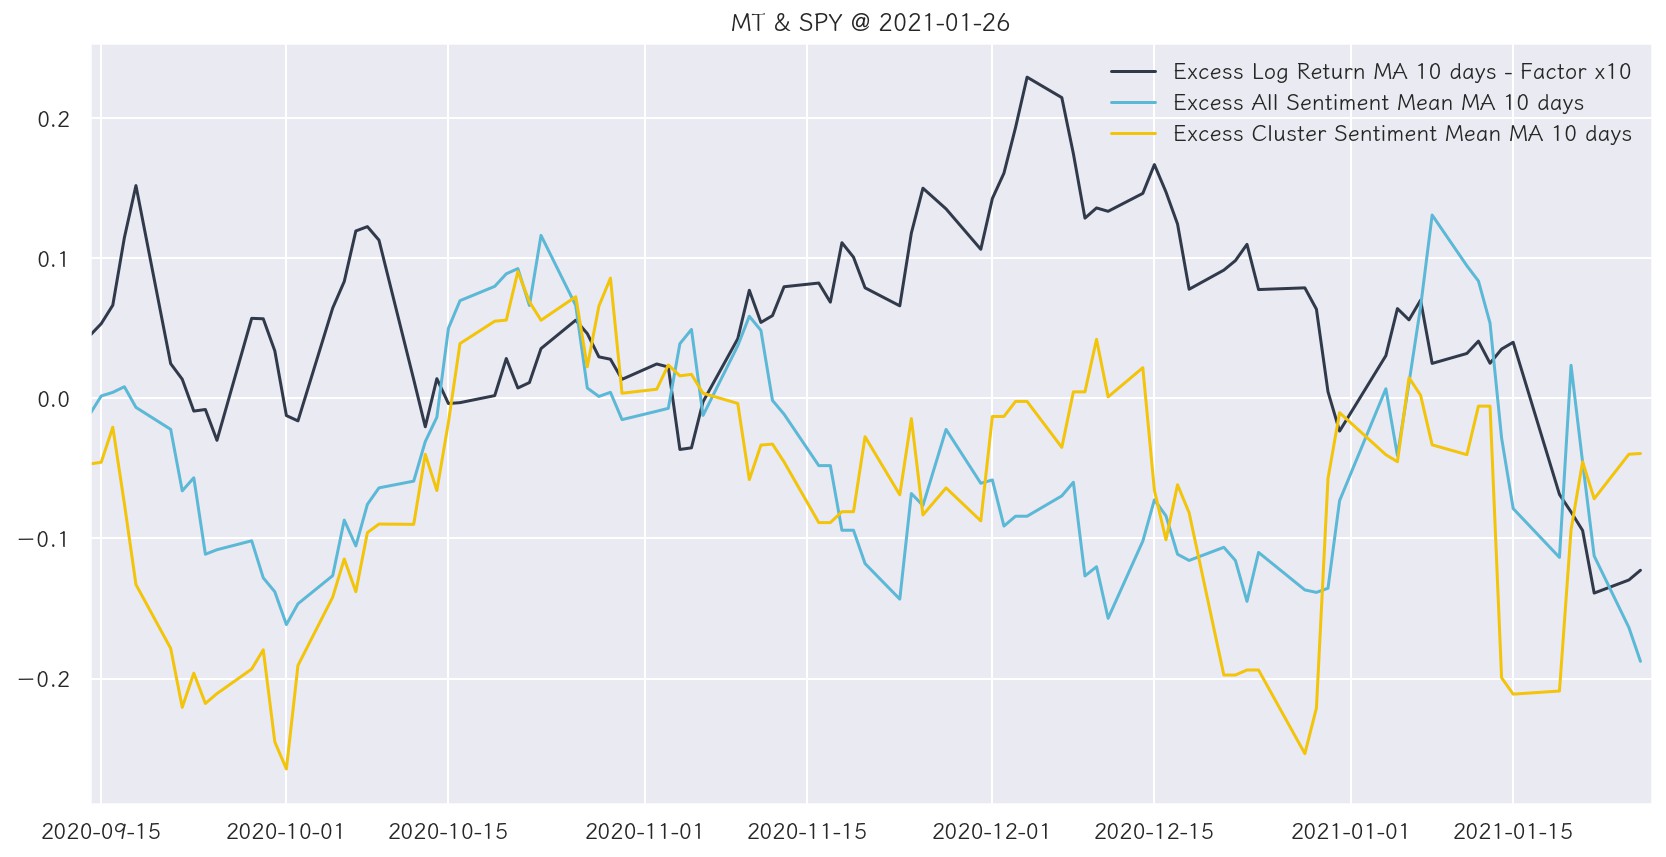 MT & SPY @ 2021-01-26
Excess Log Return MA 10 days - Factor x10
Excess All Sentiment Mean MA 10 days
Excess Cluster Sentiment Mean MA 10 days
0.2
0.1
0.0
−0.1
−0.2
2020-09-15 2020-10-01 2020-10-15 2020-11-01 2020-11-15 2020-12-01 2020-12-15 2021-01-01 2021-01-15